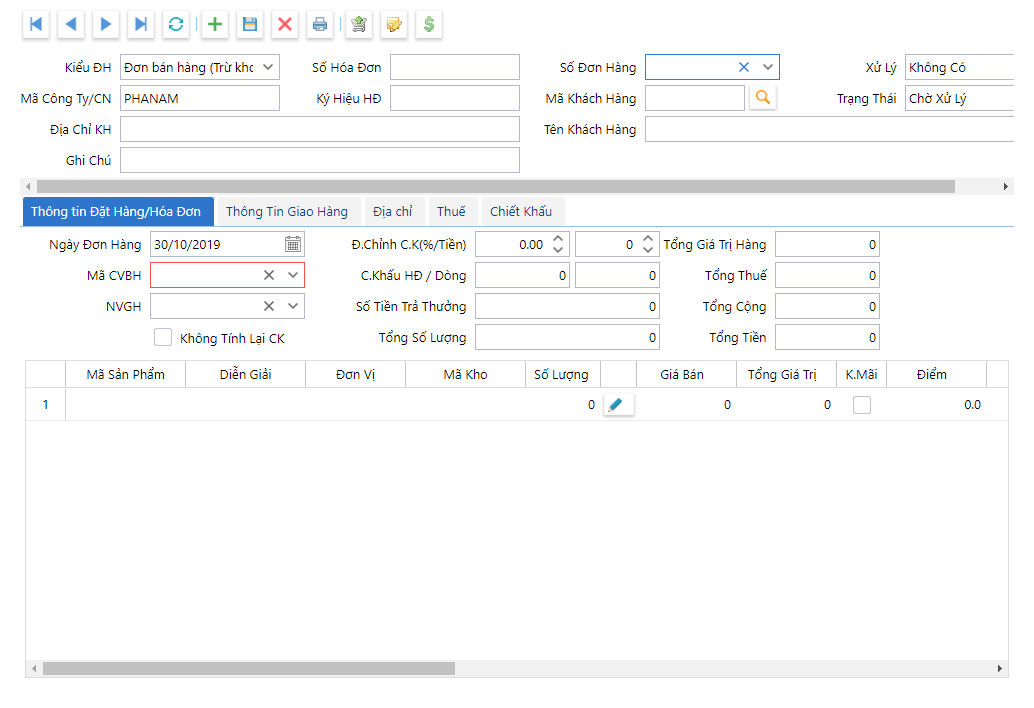 Kiểu ĐH Đơn bán hàng (Trừ khc Số Hóa Đơn Số Đơn Hàng Xử Lý Không Có
Mã Công Ty/CN PHANAM Ký Hiệu HĐ Mã Khách Hàng Trạng Thái Chờ Xử Lý
Địa Chỉ KH Tên Khách Hàng
Ghi Chú
Thông tin Đặt Hàng/Hóa Đơn Thông Tin Giao Hàng Địa chỉ Thuế Chiết Khấu
Ngày Đơn Hàng 30/10/2019 Đ.Chỉnh C.K(%/Tiền) 0.00 0 Tổng Giá Trị Hàng 0
Mã CVBH C.Khấu HĐ / Dòng 0 0 Tổng Thuế 0
NVGH Số Tiền Trả Thưởng 0 Tổng Cộng 0
Không Tính Lại CK Tổng Số Lượng 0 Tổng Tiền 0
Mã Sản Phẩm Diễn Giải Đơn Vị Mã Kho Số Lượng Giá Bán Tổng Giá Trị K.Mãi Điểm
1 0 0 0 0.0